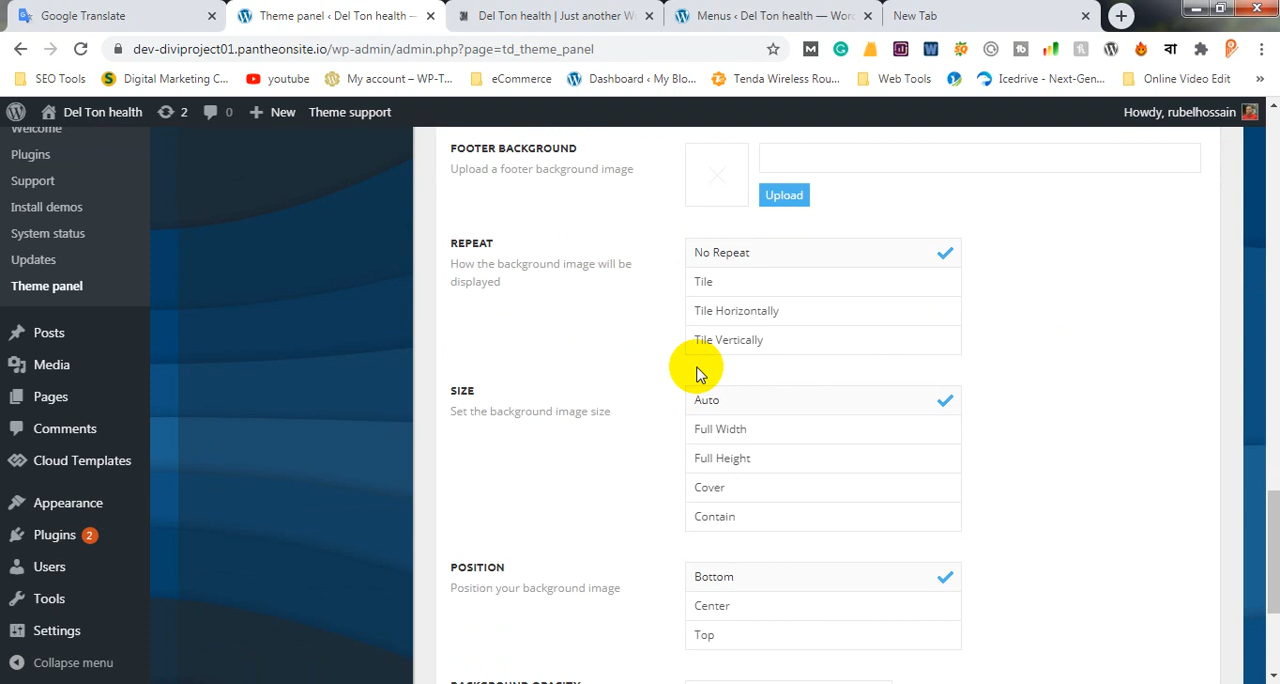 Google Translate
Theme panel ‹ Del Ton health —
Del Ton health | Just another W
Menus ‹ Del Ton health — Wor
New Tab
dev-diviproject01.pantheonsite.io/wp-admin/admin.php?page=td_theme_panel
SEO Tools
Digital Marketing C...
youtube
My account – WP-T...
eCommerce
Dashboard ‹ My Blo...
Tenda Wireless Rou...
Web Tools
Icedrive - Next-Gen...
Online Video Edit
Del Ton health
2
0
New
Theme support
Howdy, rubelhossain
Welcome
Plugins
Support
Install demos
System status
Updates
Theme panel
Posts
Media
Pages
Comments
Cloud Templates
Appearance
Plugins 2
Users
Tools
Settings
Collapse menu
FOOTER BACKGROUND
Upload a footer background image
Upload
REPEAT
How the background image will be
displayed
No Repeat
Tile
Tile Horizontally
Tile Vertically
SIZE
Set the background image size
Auto
Full Width
Full Height
Cover
Contain
POSITION
Position your background image
Bottom
Center
Top
BACKGROUND OPACITY